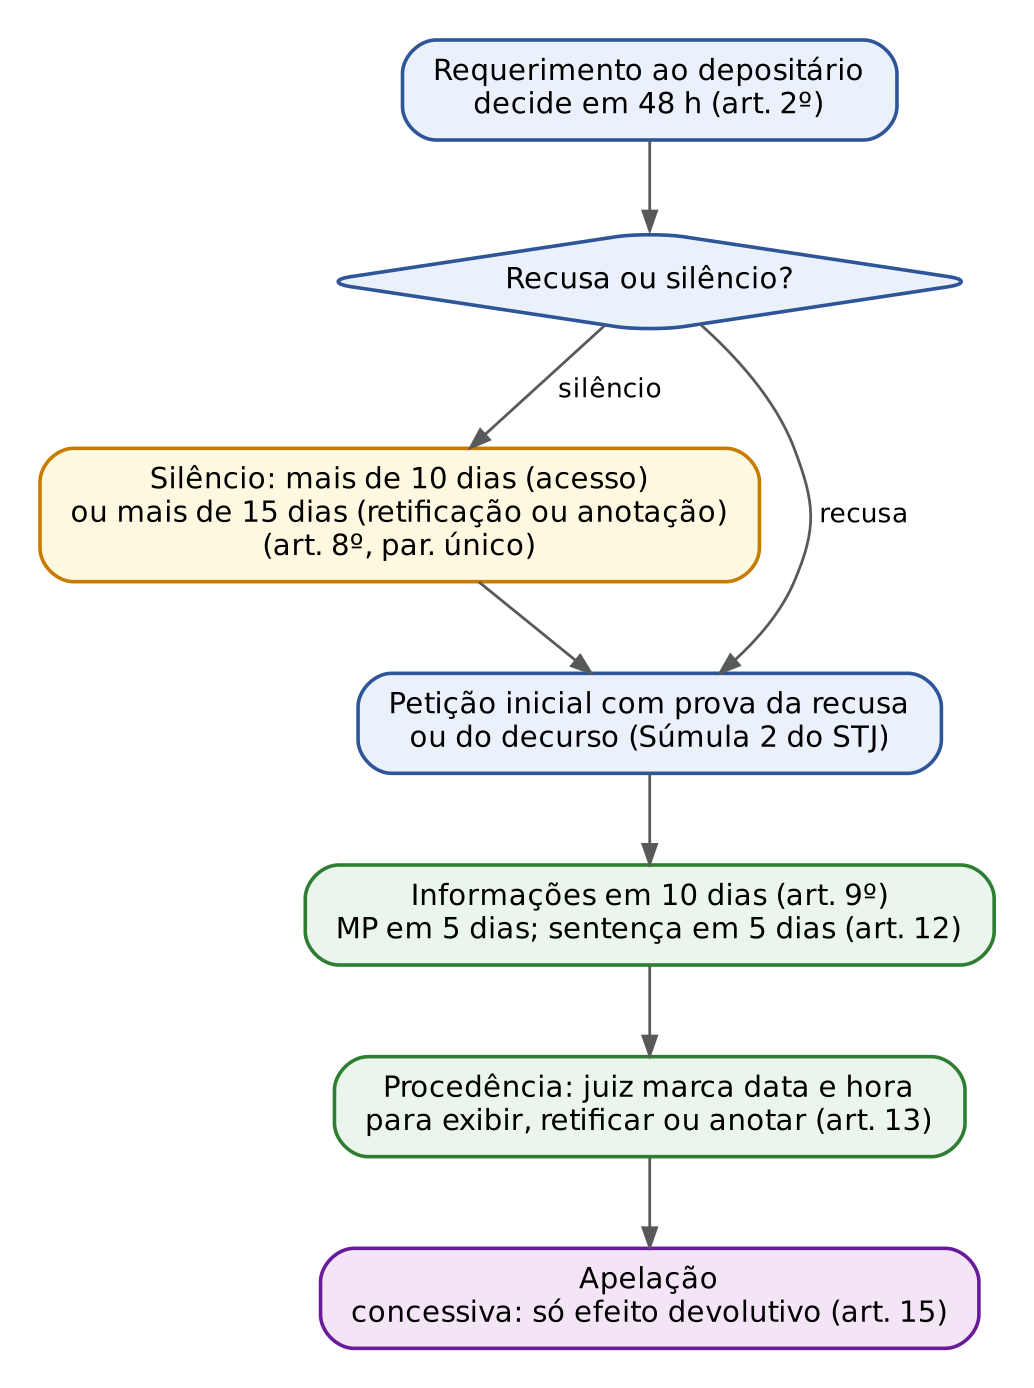 Requerimento ao depositário
decide em 48 h (art. 2º)
Recusa ou silêncio?
silêncio
Silêncio: mais de 10 dias (acesso)
ou mais de 15 dias (retificação ou anotação)
(art. 8º, par. único)
recusa
Petição inicial com prova da recusa
ou do decurso (Súmula 2 do STJ)
Informações em 10 dias (art. 9º)
MP em 5 dias; sentença em 5 dias (art. 12)
Procedência: juiz marca data e hora
para exibir, retificar ou anotar (art. 13)
Apelação
concessiva: só efeito devolutivo (art. 15)